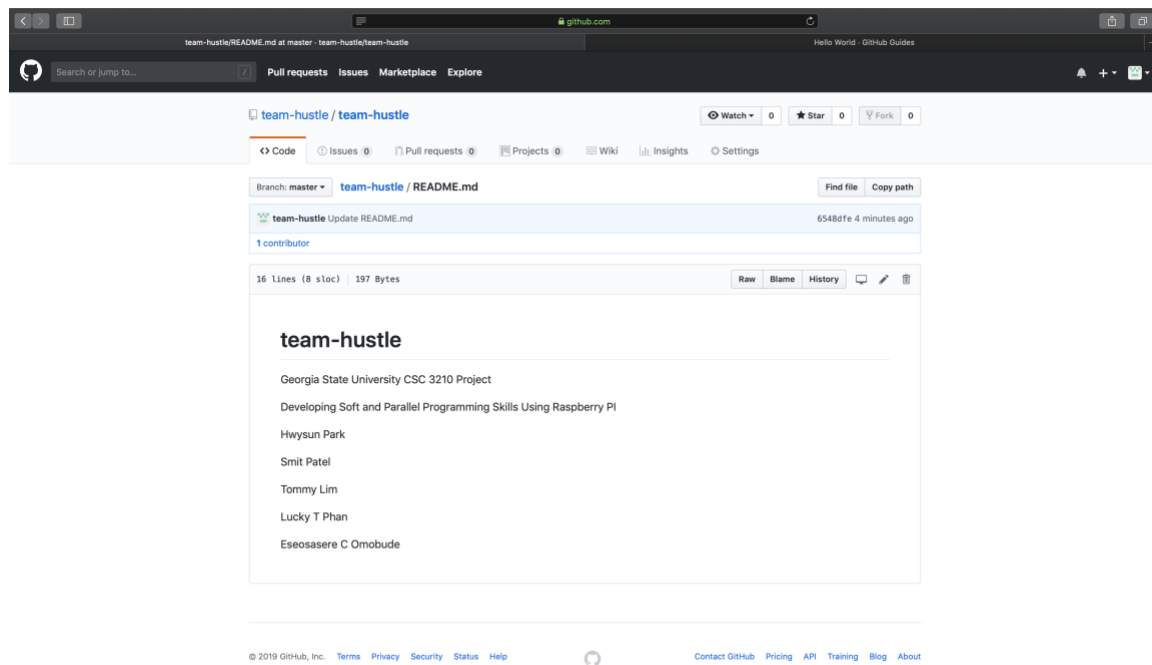 github.com
team-hustle/README.md at master · team-hustle/team-hustle
Hello World · GitHub Guides
Search or jump to... /
Pull requests Issues Marketplace Explore
team-hustle / team-hustle
Watch 0 Star 0 Fork 0
Code Issues 0 Pull requests 0 Projects 0 Wiki Insights Settings
Branch: master team-hustle / README.md Find file Copy path
team-hustle Update README.md 6548dfe 4 minutes ago
1 contributor
16 lines (8 sloc) 197 Bytes Raw Blame History
team-hustle
Georgia State University CSC 3210 Project
Developing Soft and Parallel Programming Skills Using Raspberry PI
Hwysun Park
Smit Patel
Tommy Lim
Lucky T Phan
Eseosasere C Omobude
© 2019 GitHub, Inc. Terms Privacy Security Status Help Contact GitHub Pricing API Training Blog About